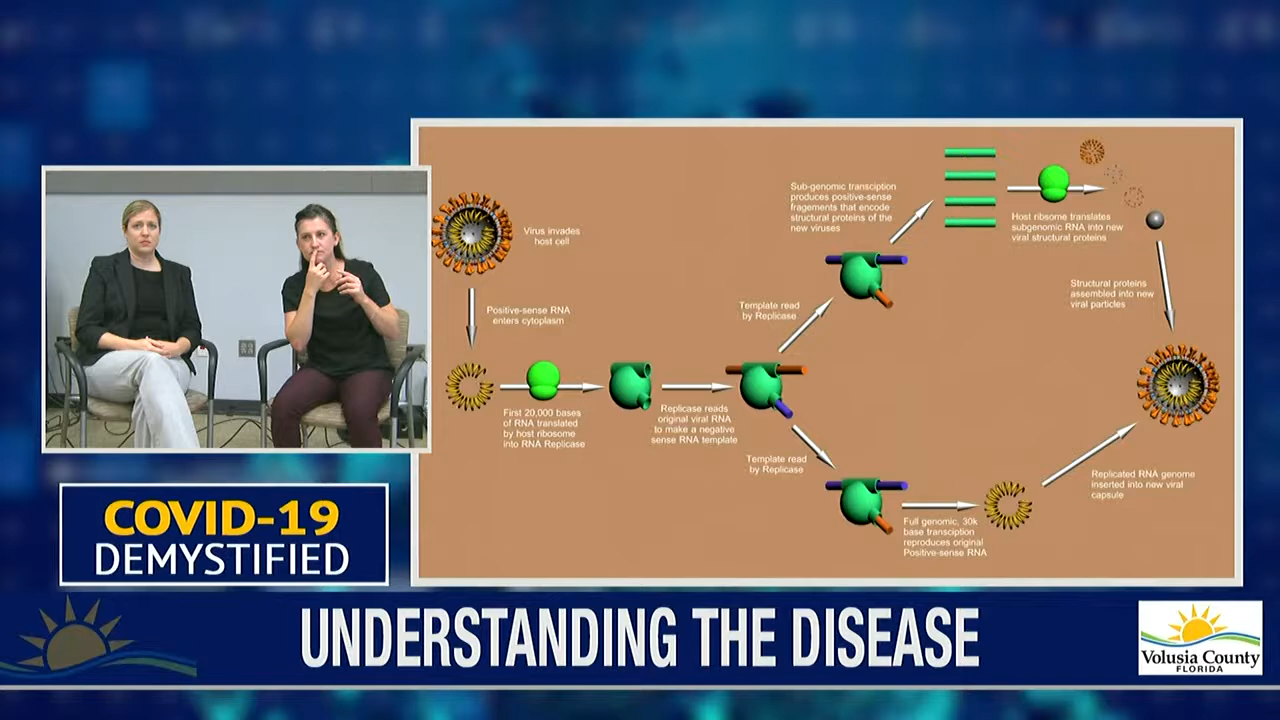 Virus invades
host cell
Positive-sense RNA
enters cytoplasm
First 20,000 bases
of RNA translated
by host ribosome
into RNA Replicase
Replicase reads
original viral RNA
to make a negative
sense RNA template
Template read
by Replicase
Sub-genomic transciption
produces positive-sense
fragements that encode
structural proteins of the
new viruses
Host ribsome translates
subgenomic RNA into new
viral structural proteins
Structural proteins
assembled into new
viral particles
Template read
by Replicase
Full genomic, 30k
base transciption
reproduces original
Positive-sense RNA
Replicated RNA genome
inserted into new viral
capsule
COVID-19
DEMYSTIFIED
UNDERSTANDING THE DISEASE
Volusia County
FLORIDA